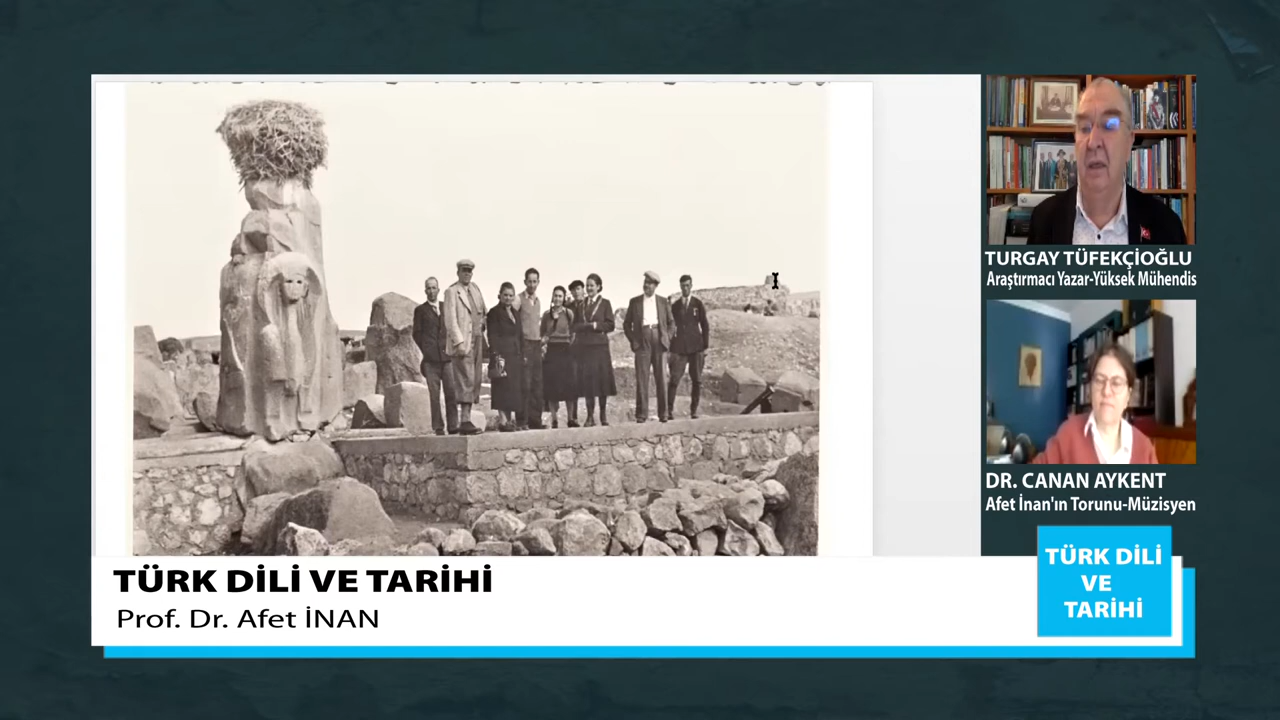 TURGAY TÜFEKÇİOĞLU
Araştırmacı Yazar-Yüksek Mühendis
DR. CANAN AYKENT
Afet İnan'ın Torunu-Müzisyen
TÜRK DİLİ VE TARİHİ
Prof. Dr. Afet İNAN
TÜRK DİLİ
VE
TARİHİ